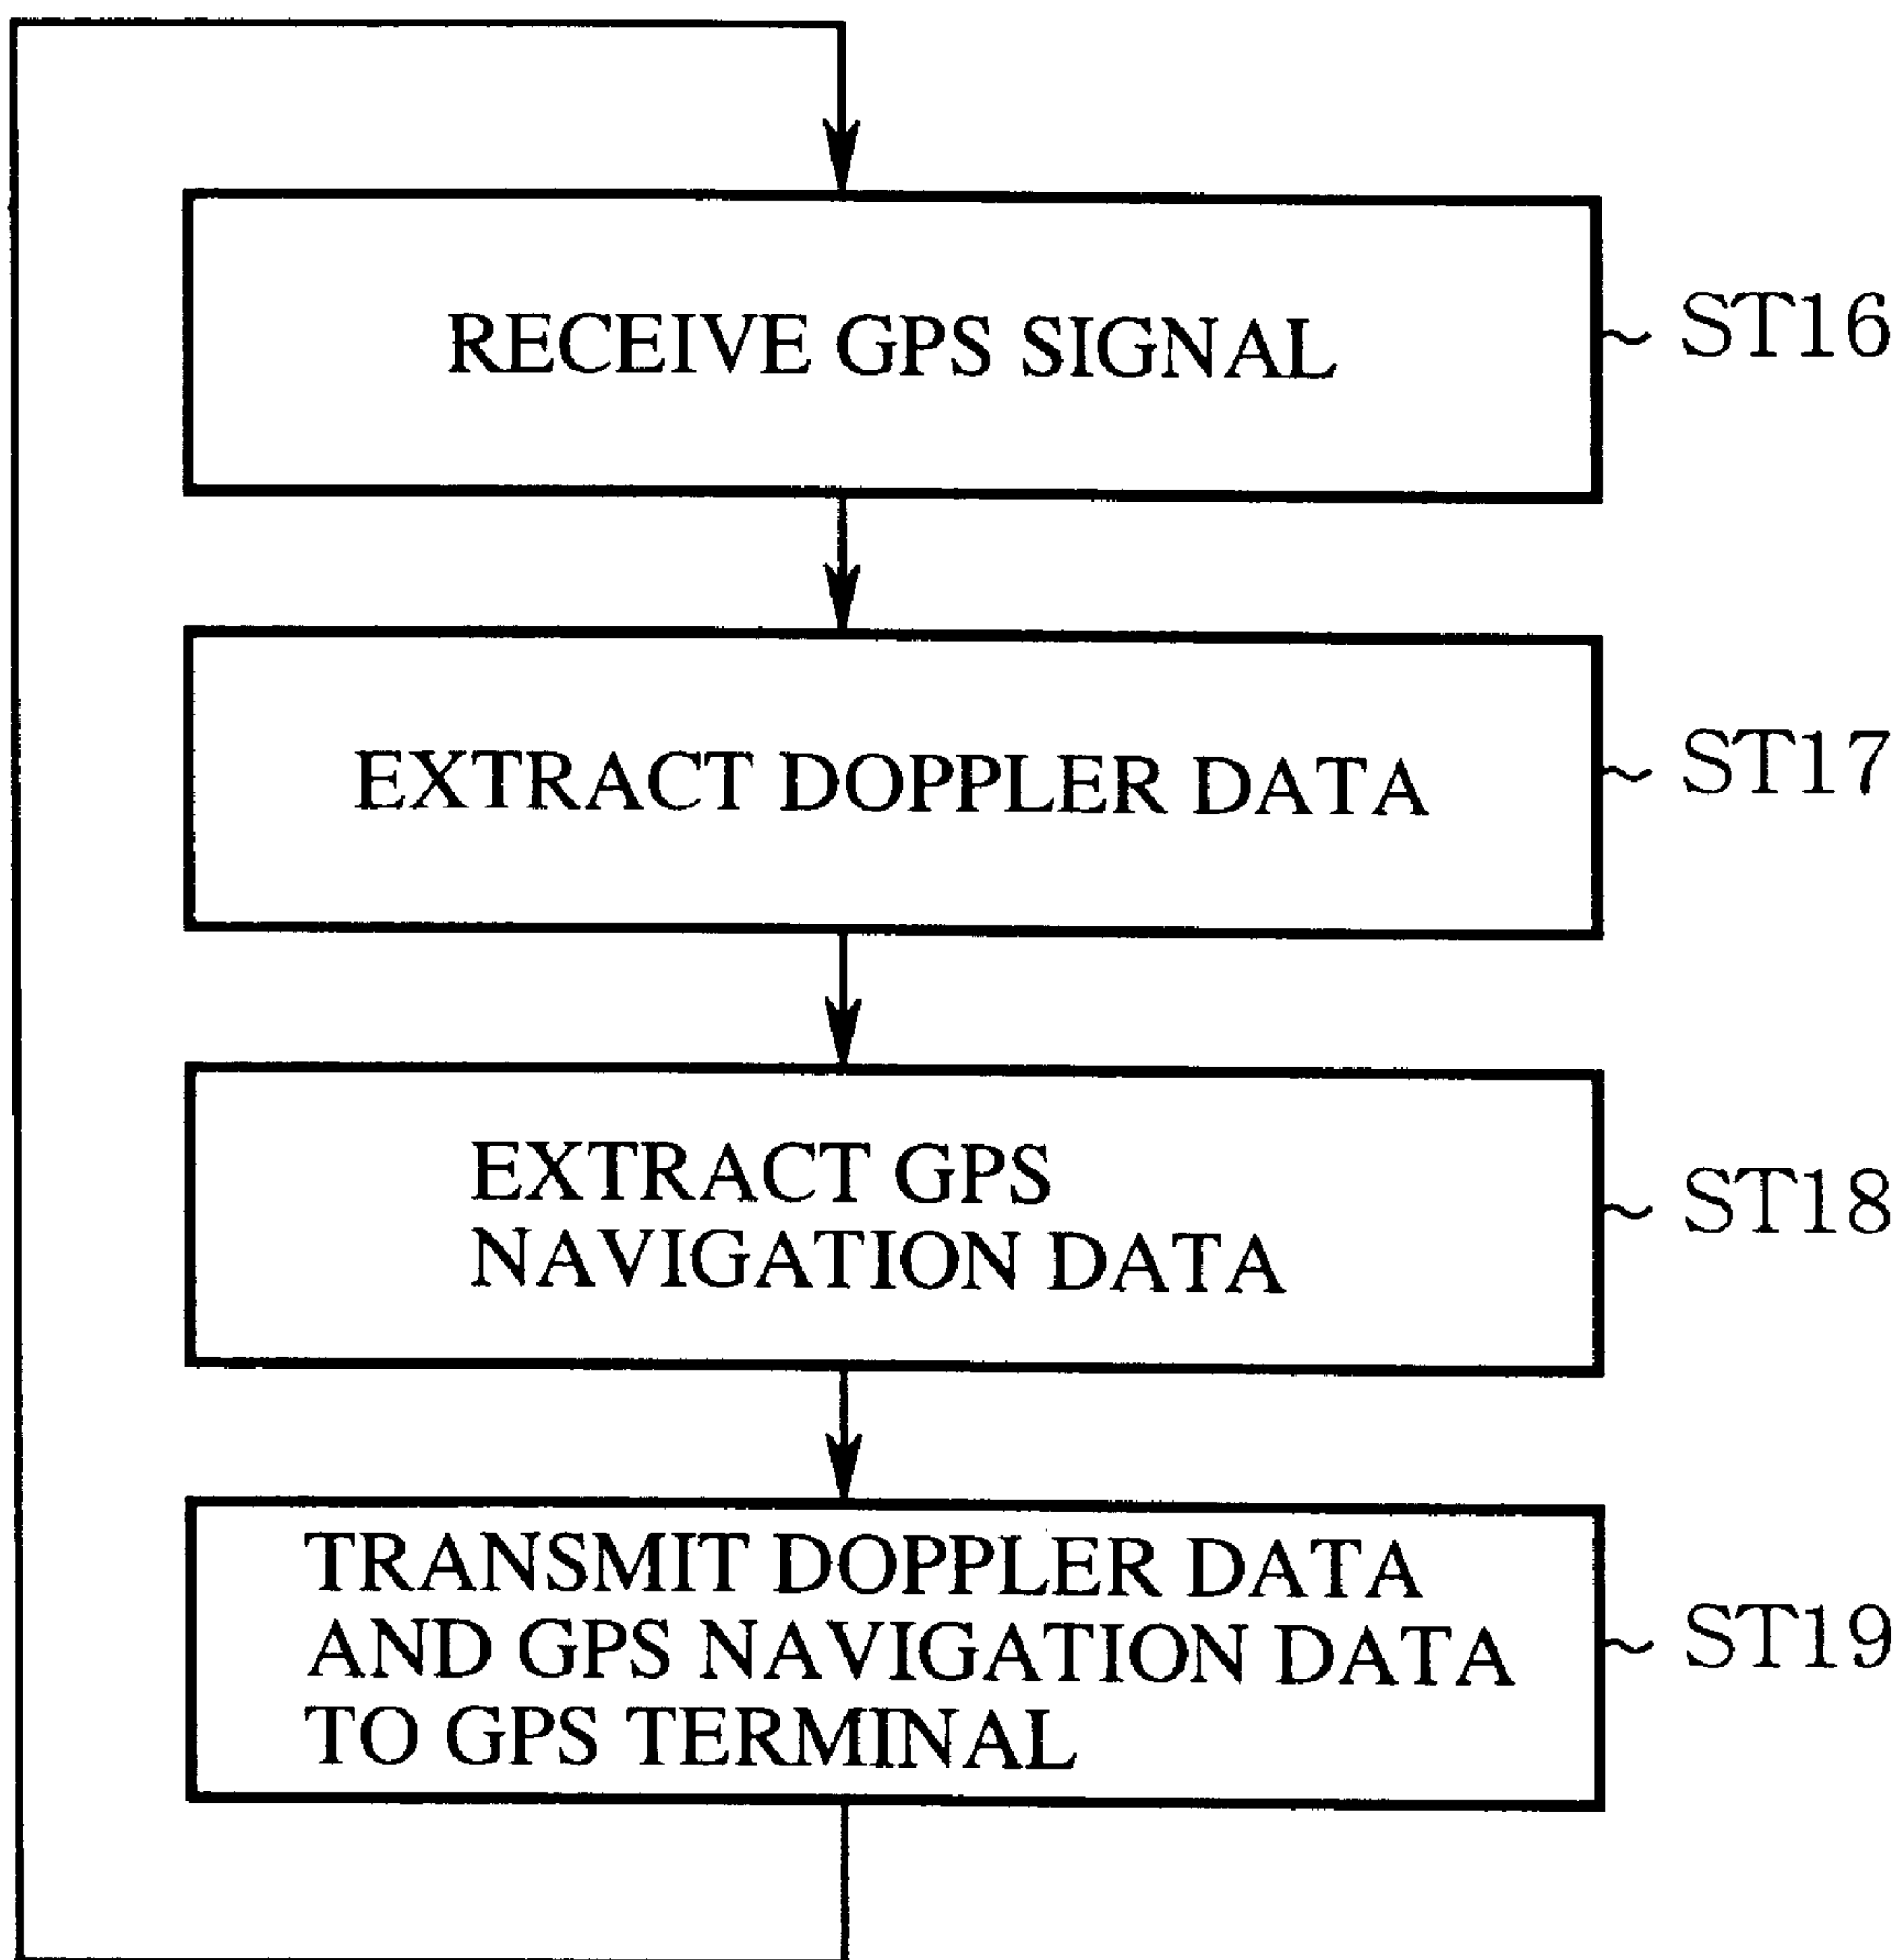 RECEIVE GPS SIGNAL
ST16
EXTRACT DOPPLER DATA
ST17
EXTRACT GPS
NAVIGATION DATA
ST18
TRANSMIT DOPPLER DATA
AND GPS NAVIGATION DATA
TO GPS TERMINAL
ST19